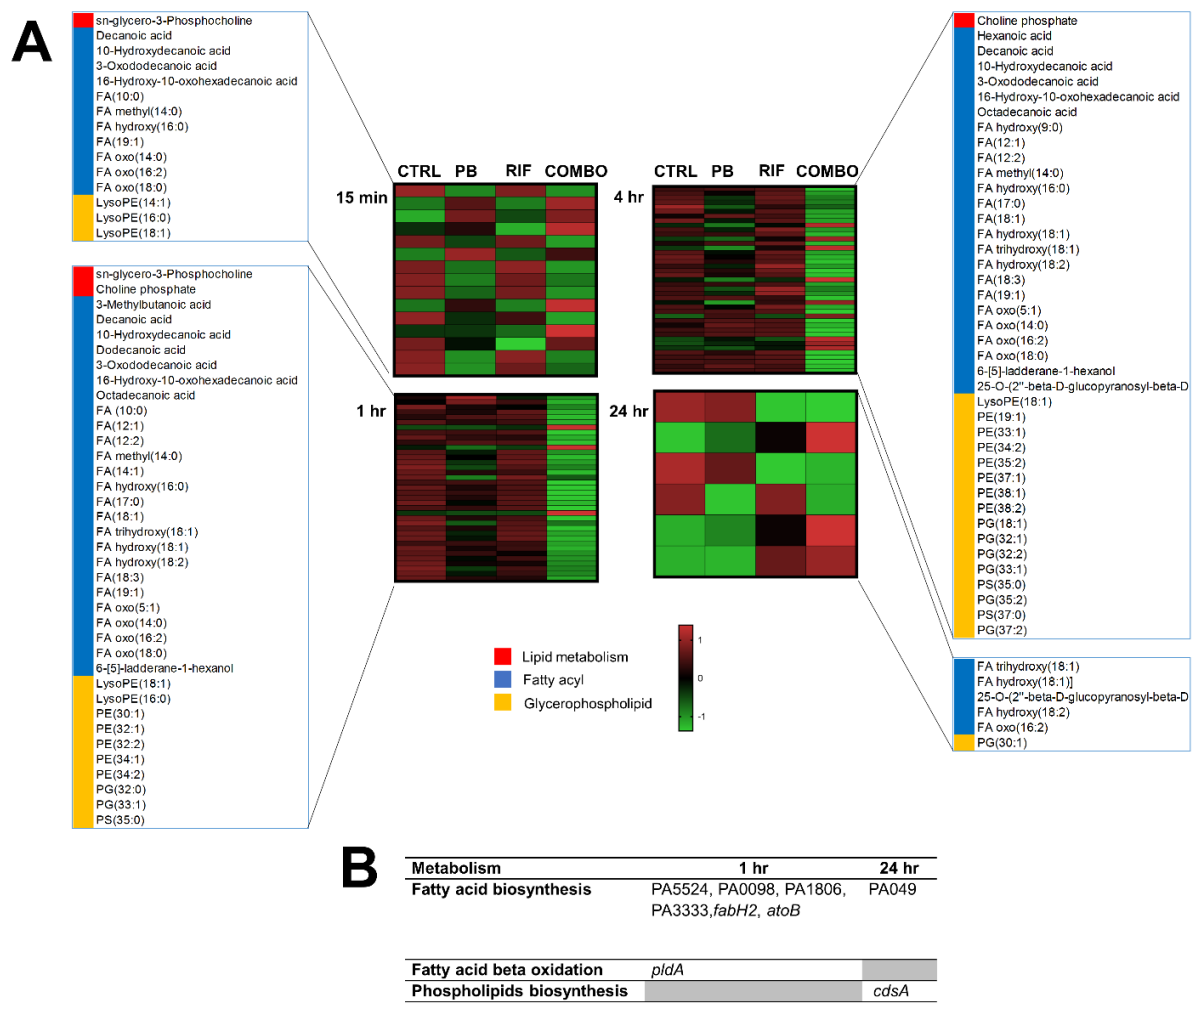 A
sn-glycero-3-Phosphocholine
Decanoic acid
10-Hydroxydecanoic acid
3-Oxododecanoic acid
16-Hydroxy-10-oxohexadecanoic acid
FA(10:0)
FA methyl(14:0)
FA hydroxy(16:0)
FA(19:1)
FA oxo(14:0)
FA oxo(16:2)
FA oxo(18:0)
LysoPE(14:1)
LysoPE(16:0)
LysoPE(18:1)
sn-glycero-3-Phosphocholine
Choline phosphate
3-Methylbutanoic acid
Decanoic acid
10-Hydroxydecanoic acid
Dodecanoic acid
3-Oxododecanoic acid
16-Hydroxy-10-oxohexadecanoic acid
Octadecanoic acid
FA (10:0)
FA(12:1)
FA(12:2)
FA methyl(14:0)
FA(14:1)
FA hydroxy(16:0)
FA(17:0)
FA(18:1)
FA trihydroxy(18:1)
FA hydroxy(18:1)
FA hydroxy(18:2)
FA(18:3)
FA(19:1)
FA oxo(5:1)
FA oxo(14:0)
FA oxo(16:2)
FA oxo(18:0)
6-[5]-ladderane-1-hexanol
LysoPE(18:1)
LysoPE(16:0)
PE(30:1)
PE(32:1)
PE(32:2)
PE(34:1)
PE(34:2)
PG(32:0)
PG(33:1)
PS(35:0)
CTRL PB RIF COMBO
15 min
1 hr
CTRL PB RIF COMBO
4 hr
24 hr
1
0
-1
Lipid metabolism
Fatty acyl
Glycerophospholipid
Choline phosphate
Hexanoic acid
Decanoic acid
10-Hydroxydecanoic acid
3-Oxododecanoic acid
16-Hydroxy-10-oxohexadecanoic acid
Octadecanoic acid
FA hydroxy(9:0)
FA(12:1)
FA(12:2)
FA methyl(14:0)
FA hydroxy(16:0)
FA(17:0)
FA(18:1)
FA hydroxy(18:1)
FA trihydroxy(18:1)
FA hydroxy(18:2)
FA(18:3)
FA(19:1)
FA oxo(5:1)
FA oxo(14:0)
FA oxo(16:2)
FA oxo(18:0)
6-[5]-ladderane-1-hexanol
25-O-(2"-beta-D-glucopyranosyl-beta-D
LysoPE(18:1)
PE(19:1)
PE(33:1)
PE(34:2)
PE(35:2)
PE(37:1)
PE(38:1)
PE(38:2)
PG(18:1)
PG(32:1)
PG(32:2)
PG(33:1)
PS(35:0)
PG(35:2)
PS(37:0)
PG(37:2)
FA trihydroxy(18:1)
FA hydroxy(18:1)]
25-O-(2"-beta-D-glucopyranosyl-beta-D
FA hydroxy(18:2)
FA oxo(16:2)
PG(30:1)
B
Metabolism 1 hr 24 hr
Fatty acid biosynthesis PA5524, PA0098, PA1806, PA049
PA3333,fabH2, atoB
Fatty acid beta oxidation pldA
Phospholipids biosynthesis cdsA